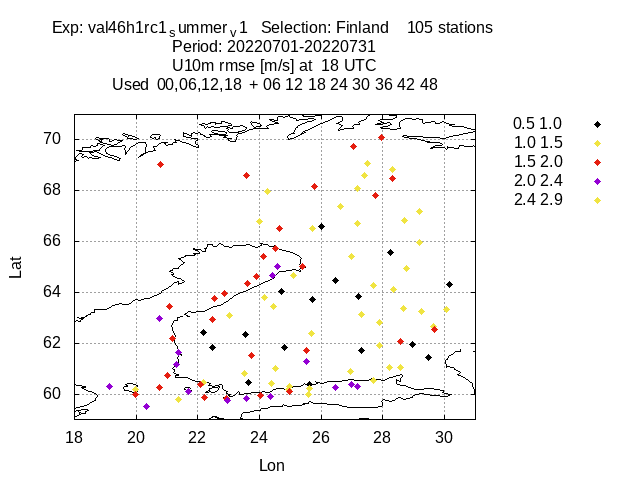 Exp: val46h1rc1summerv1 Selection: Finland 105 stations
Period: 20220701-20220731
U10m rmse [m/s] at 18 UTC
Used 00,06,12,18 + 06 12 18 24 30 36 42 48
0.5 1.0
1.0 1.5
1.5 2.0
2.0 2.4
2.4 2.9
70
68
66
64
62
60
Lat
18 20 22 24 26 28 30
Lon